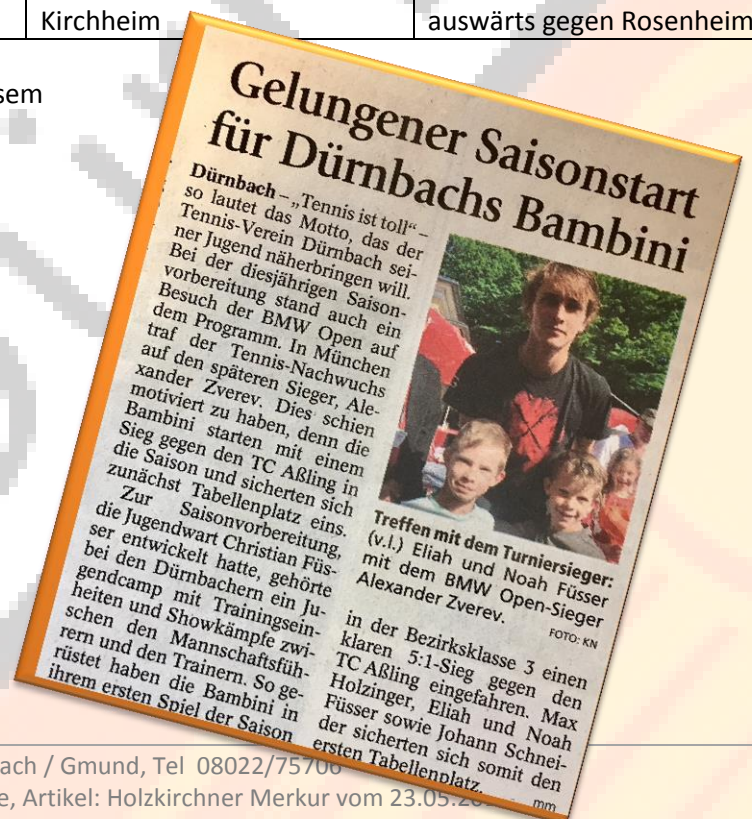 Kirchheim
auswärts gegen Rosenheim
sem
Gelungener Saisonstart
für Dürnbachs Bambini
Dürnbach – „Tennis ist toll“ –
so lautet das Motto, das der
Tennis-Verein Dürnbach sei-
ner Jugend näherbringen will.
Bei der diesjährigen Saison-
vorbereitung stand auch ein
Besuch der BMW Open auf
dem Programm. In München
traf der Tennis-Nachwuchs
auf den späteren Sieger, Ale-
xander Zverev. Dies schien
motiviert zu haben, denn die
Bambini starten mit einem
Sieg gegen den TC Aßling in
die Saison und sicherten sich
zunächst Tabellenplatz eins.
Zur Saisonvorbereitung,
die Jugendwart Christian Füs-
ser entwickelt hatte, gehörte
bei den Dürnbachern ein Ju-
gendcamp mit Trainingsein-
heiten und Showkämpfe zwi-
schen den Mannschaftsfüh-
rern und den Trainern. So ge-
rüstet haben die Bambini in
ihrem ersten Spiel der Saison
Treffen mit dem Turniersieger:
(v.l.) Eliah und Noah Füsser
mit dem BMW Open-Sieger
Alexander Zverev.
FOTO: KN
in der Bezirksklasse 3 einen
klaren 5:1-Sieg gegen den
TC Aßling eingefahren. Max
Holzinger, Eliah und Noah
Füsser sowie Johann Schnei-
der sicherten sich somit den
ersten Tabellenplatz.
mm
ach / Gmund, Tel 08022/75706
e, Artikel: Holzkirchner Merkur vom 23.05.